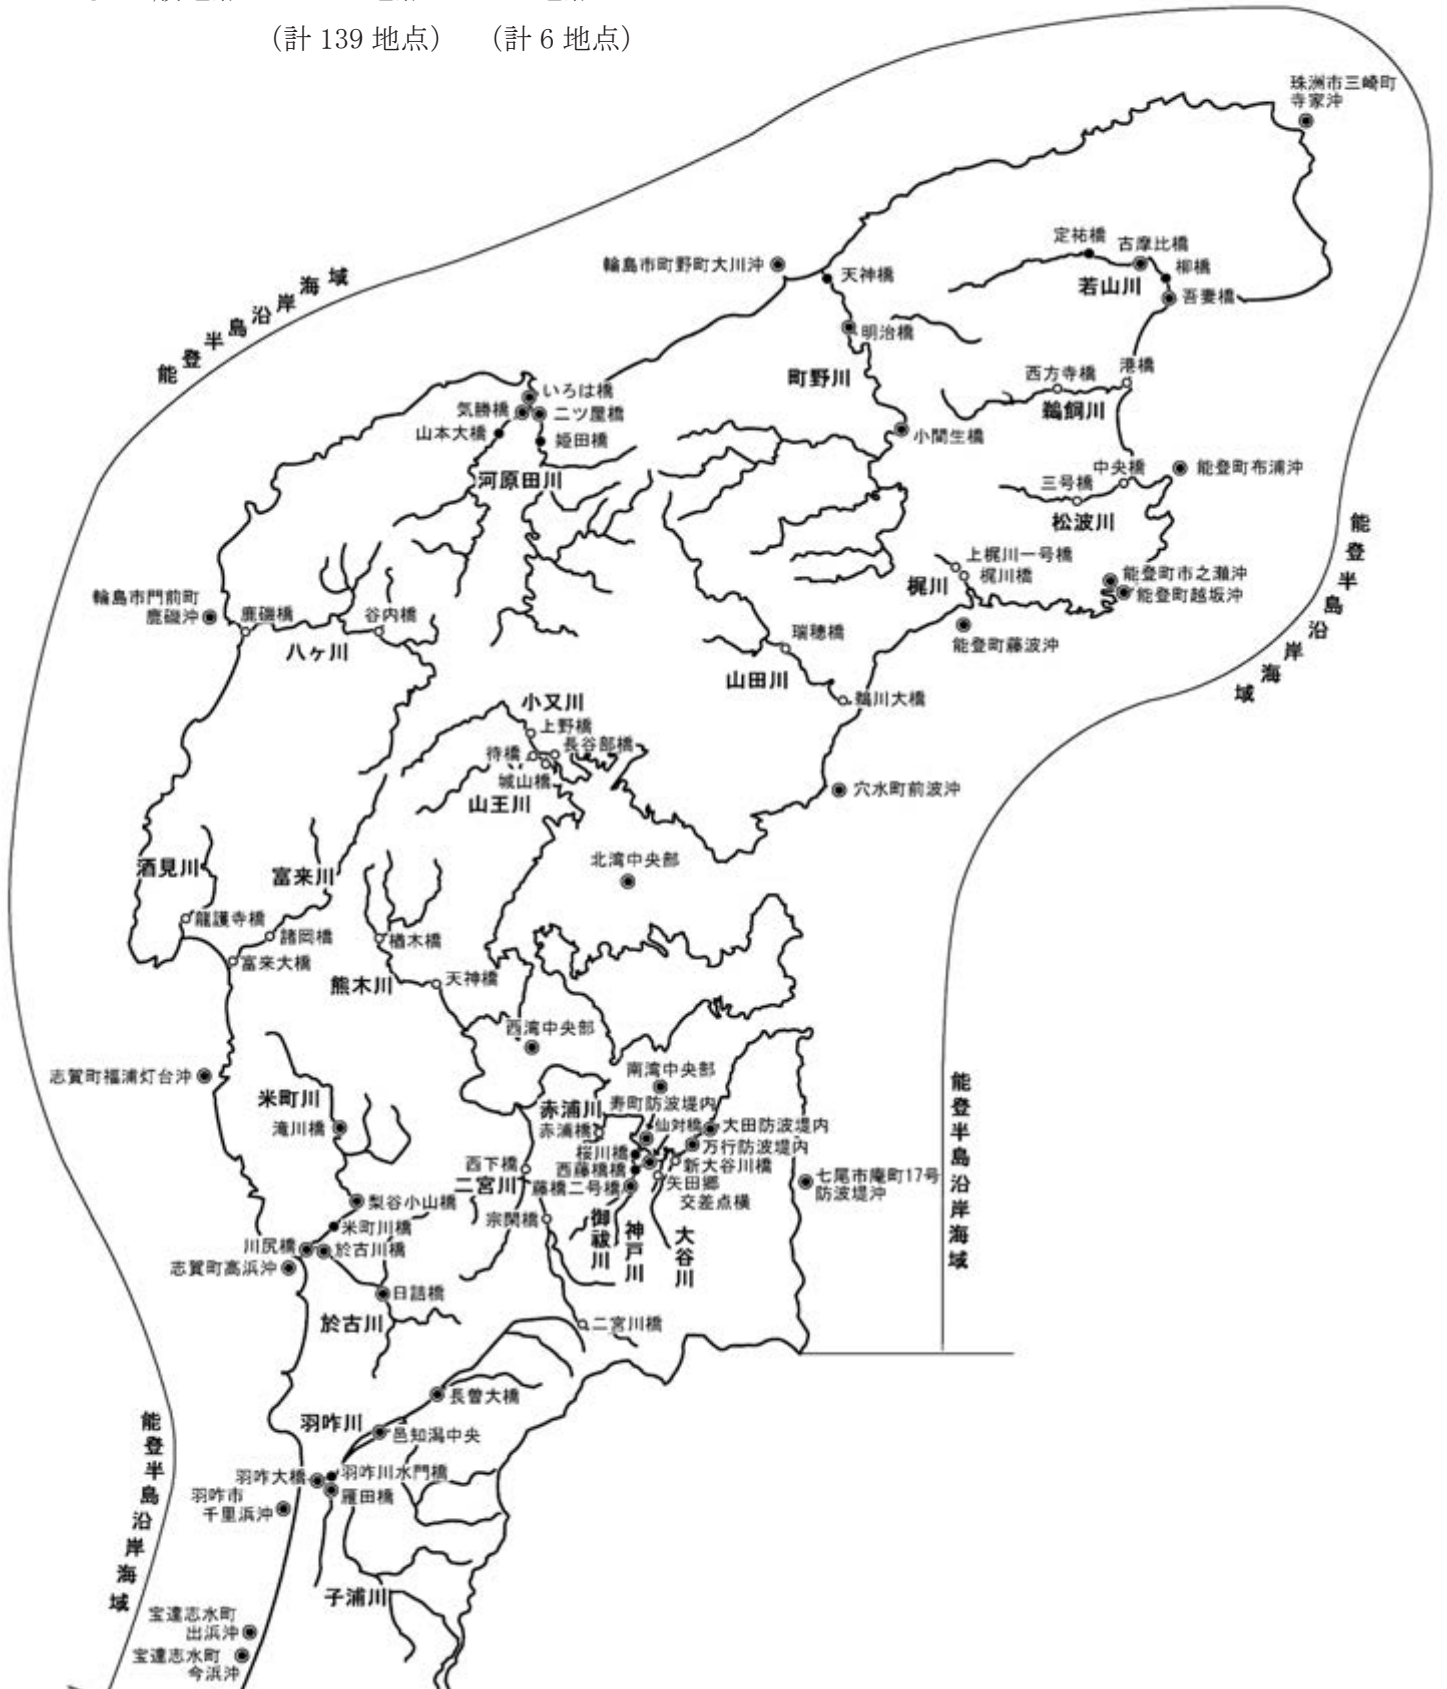 （計 139 地点）　（計 6 地点）
珠洲市三崎町
寺家沖
定祐橋
古摩比橋
柳橋
若山川
吾妻橋
輪島市町野町大川沖
天神橋
明治橋
町野川
西方寺橋
港橋
鵜飼川
能登半島沿岸海域
いろは橋
気勝橋
二ツ屋橋
山本大橋
姫田橋
小間生橋
河原田川
中央橋
能登町布浦沖
三号橋
松波川
能登半島沿岸海域
上梶川一号橋
梶川橋
梶川
能登町市之瀬沖
能登町越坂沖
輪島市門前町
鹿磯沖
鹿磯橋
谷内橋
八ヶ川
瑞穂橋
能登町藤波沖
山田川
鵜川大橋
小又川
上野橋
待橋
長谷部橋
城山橋
山王川
穴水町前波沖
北湾中央部
酒見川
富来川
龍護寺橋
諸岡橋
富来大橋
楢木橋
熊木川
天神橋
西湾中央部
志賀町福浦灯台沖
南湾中央部
米町川
滝川橋
赤浦川
寿町防波堤内
赤浦橋
仙対橋
大田防波堤内
桜川橋
万行防波堤内
西藤橋橋
新大谷川橋
西下橋
二宮川
藤橋二号橋
矢田郷
交差点横
七尾市庵町17号
防波堤沖
能登半島沿岸海域
宗閑橋
御祓川
神戸川
大谷川
梨谷小山橋
米町川橋
川尻橋
於古川橋
志賀町高浜沖
日詰橋
於古川
二宮川橋
長曽大橋
羽咋川
邑知潟中央
能登半島沿岸海域
羽咋大橋
羽咋川水門橋
雁田橋
羽咋市
千里浜沖
子浦川
宝達志水町
出浜沖
宝達志水町
今浜沖